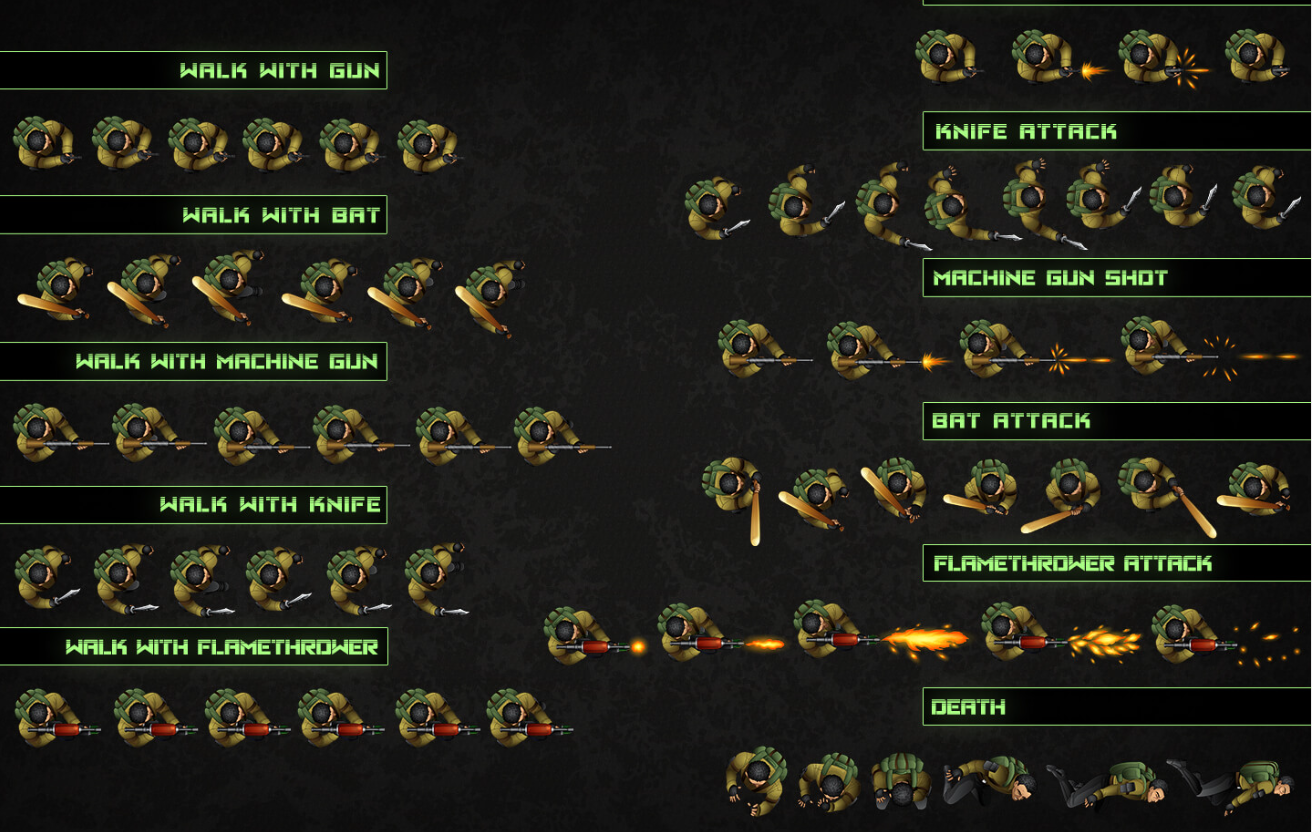 WALK WITH GUN
WALK WITH BAT
WALK WITH MACHINE GUN
WALK WITH KNIFE
WALK WITH FLAMETHROWER
KNIFE ATTACK
MACHINE GUN SHOT
BAT ATTACK
FLAMETHROWER ATTACK
DEATH